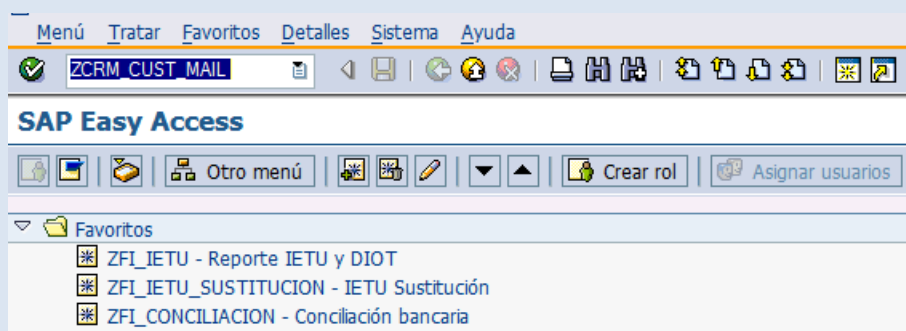 Menú Tratar Favoritos Detalles Sistema Ayuda
ZCRM_CUST_MAIL
SAP Easy Access
Otro menú Crear rol Asignar usuarios
Favoritos
ZFI_IETU - Reporte IETU y DIOT
ZFI_IETU_SUSTITUCION - IETU Sustitución
ZFI_CONCILIACION - Conciliación bancaria